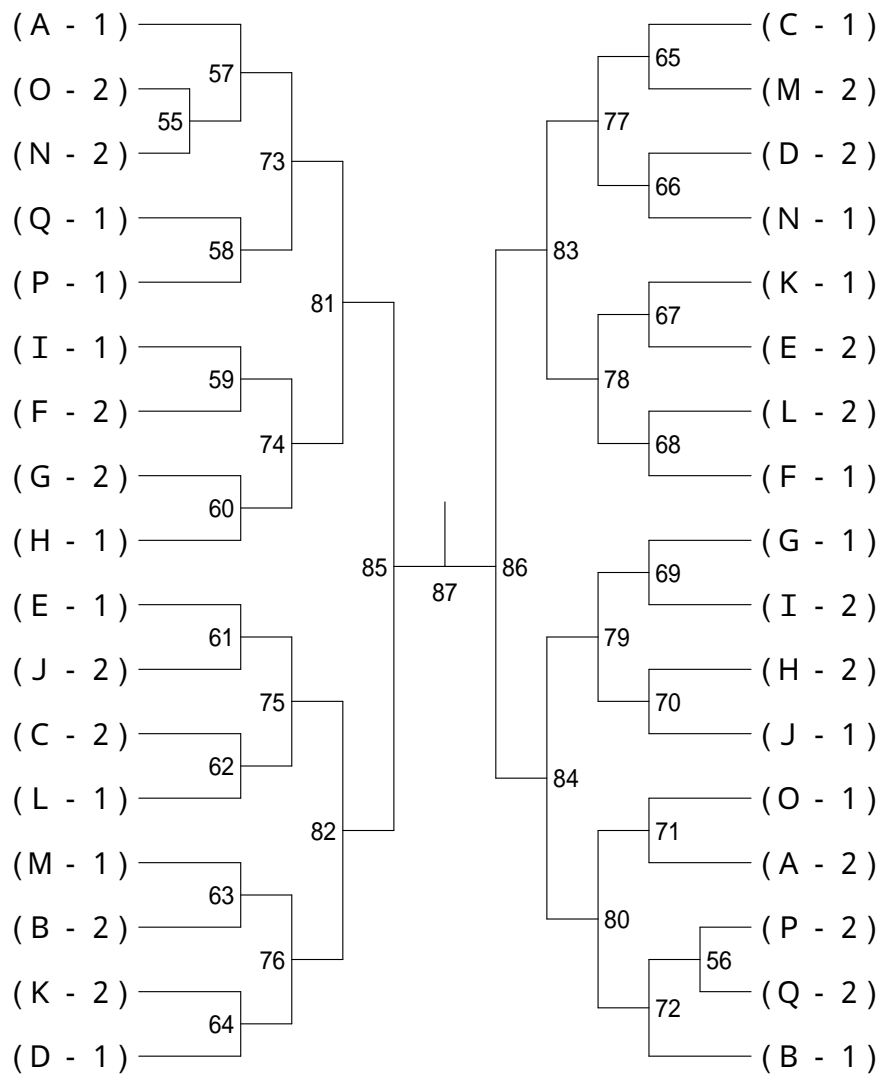 (A - 1)
(O - 2)
(N - 2)
(Q - 1)
(P - 1)
(I - 1)
(F - 2)
(G - 2)
(H - 1)
(E - 1)
(J - 2)
(C - 2)
(L - 1)
(M - 1)
(B - 2)
(K - 2)
(D - 1)
55
57
58
59
60
61
62
63
64
73
74
75
76
81
82
85
87
86
83
84
77
78
79
80
65
66
67
68
69
70
71
72
56
(C - 1)
(M - 2)
(D - 2)
(N - 1)
(K - 1)
(E - 2)
(L - 2)
(F - 1)
(G - 1)
(I - 2)
(H - 2)
(J - 1)
(O - 1)
(A - 2)
(P - 2)
(Q - 2)
(B - 1)